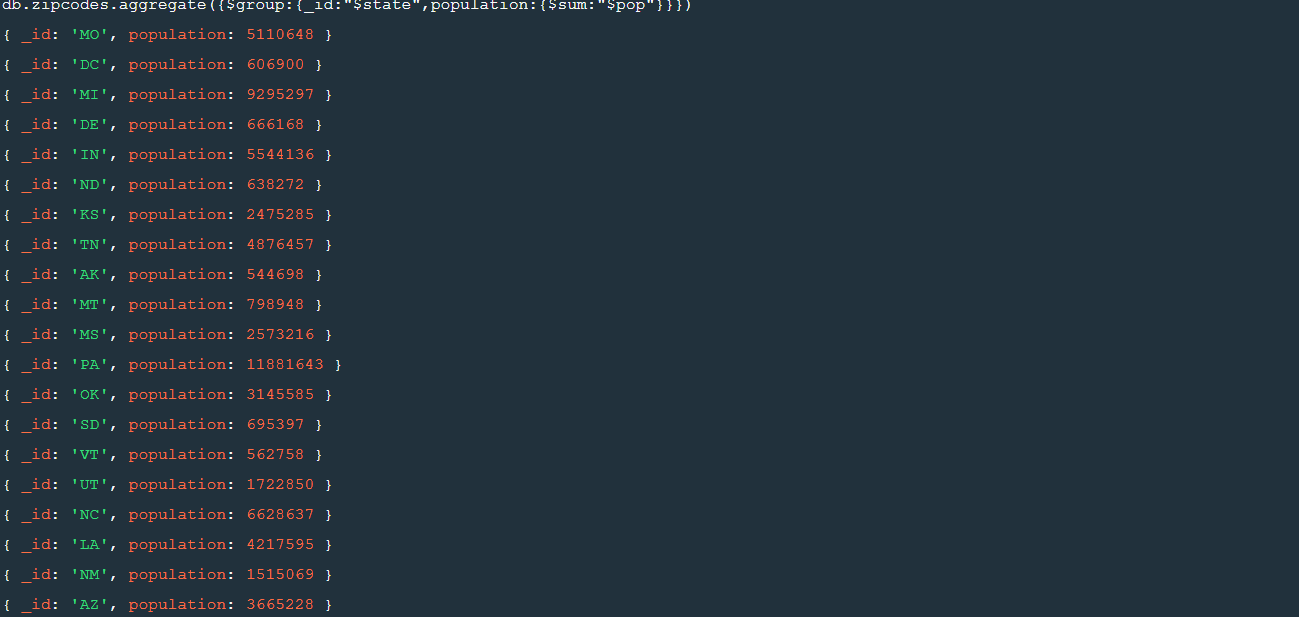 db.zipcodes.aggregate({$group:{_id:"$state",population:{$sum:"$pop"}}})
{ _id: 'MO', population: 5110648 }
{ _id: 'DC', population: 606900 }
{ _id: 'MI', population: 9295297 }
{ _id: 'DE', population: 666168 }
{ _id: 'IN', population: 5544136 }
{ _id: 'ND', population: 638272 }
{ _id: 'KS', population: 2475285 }
{ _id: 'TN', population: 4876457 }
{ _id: 'AK', population: 544698 }
{ _id: 'MT', population: 798948 }
{ _id: 'MS', population: 2573216 }
{ _id: 'PA', population: 11881643 }
{ _id: 'OK', population: 3145585 }
{ _id: 'SD', population: 695397 }
{ _id: 'VT', population: 562758 }
{ _id: 'UT', population: 1722850 }
{ _id: 'NC', population: 6628637 }
{ _id: 'LA', population: 4217595 }
{ _id: 'NM', population: 1515069 }
{ _id: 'AZ', population: 3665228 }